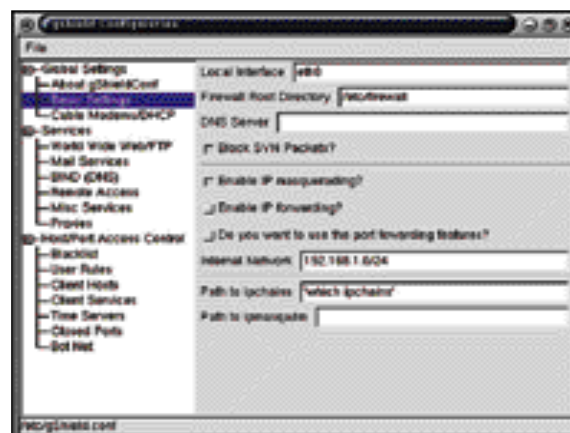 gShield Configuration
File
Global Settings
About gShieldConf
Basic Settings
Cable Modems/DHCP
Services
World Wide Web/FTP
Mail Services
BIND (DNS)
Remote Access
Misc Services
Proxies
Host/Port Access Control
Blacklist
User Rules
Client Hosts
Client Services
Time Servers
Closed Ports
Bot Net
Local Interface eth0
Firewall Root Directory /etc/firewall
DNS Server
Block SYN Packets?
Enable IP masquerading?
Enable IP forwarding?
Do you want to use the port fowarding features?
Internal Network 192.168.1.0/24
Path to ipchains `which ipchains`
Path to ipmasqadm
/etc/gShield.conf